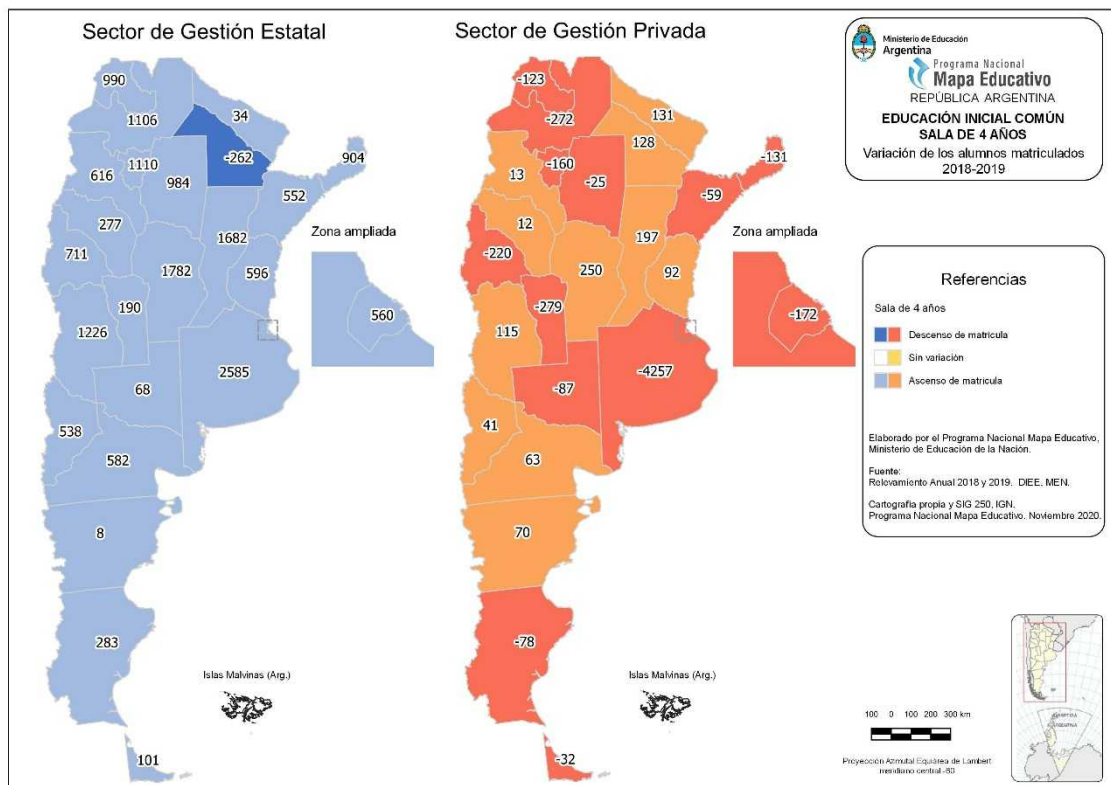 Sector de Gestión Estatal
990
1106
34
-262
904
616
1110
984
552
277
711
1682
1782
596
190
1226
2585
68
538
582
8
283
101
Zona ampliada
560
Islas Malvinas (Arg.)
Sector de Gestión Privada
-123
-272
131
128
-131
-160
13
-25
-59
12
197
-220
250
92
-279
115
-4257
-87
41
63
70
-78
-32
Zona ampliada
-172
Islas Malvinas (Arg.)
Ministerio de Educación
Argentina
Programa Nacional
Mapa Educativo
REPÚBLICA ARGENTINA
EDUCACIÓN INICIAL COMÚN
SALA DE 4 AÑOS
Variación de los alumnos matriculados
2018-2019
Referencias
Sala de 4 años
Descenso de matricula
Sin variación
Ascenso de matricula
Elaborado por el Programa Nacional Mapa Educativo,
Ministerio de Educación de la Nación.
Fuente:
Relevamiento Anual 2018 y 2019. DIEE, MEN.
Cartografía propia y SIG 250, IGN.
Programa Nacional Mapa Educativo. Noviembre 2020.
100 0 100 200 300 km
Proyección Azimutal Equiárea de Lambert
meridiano central -60